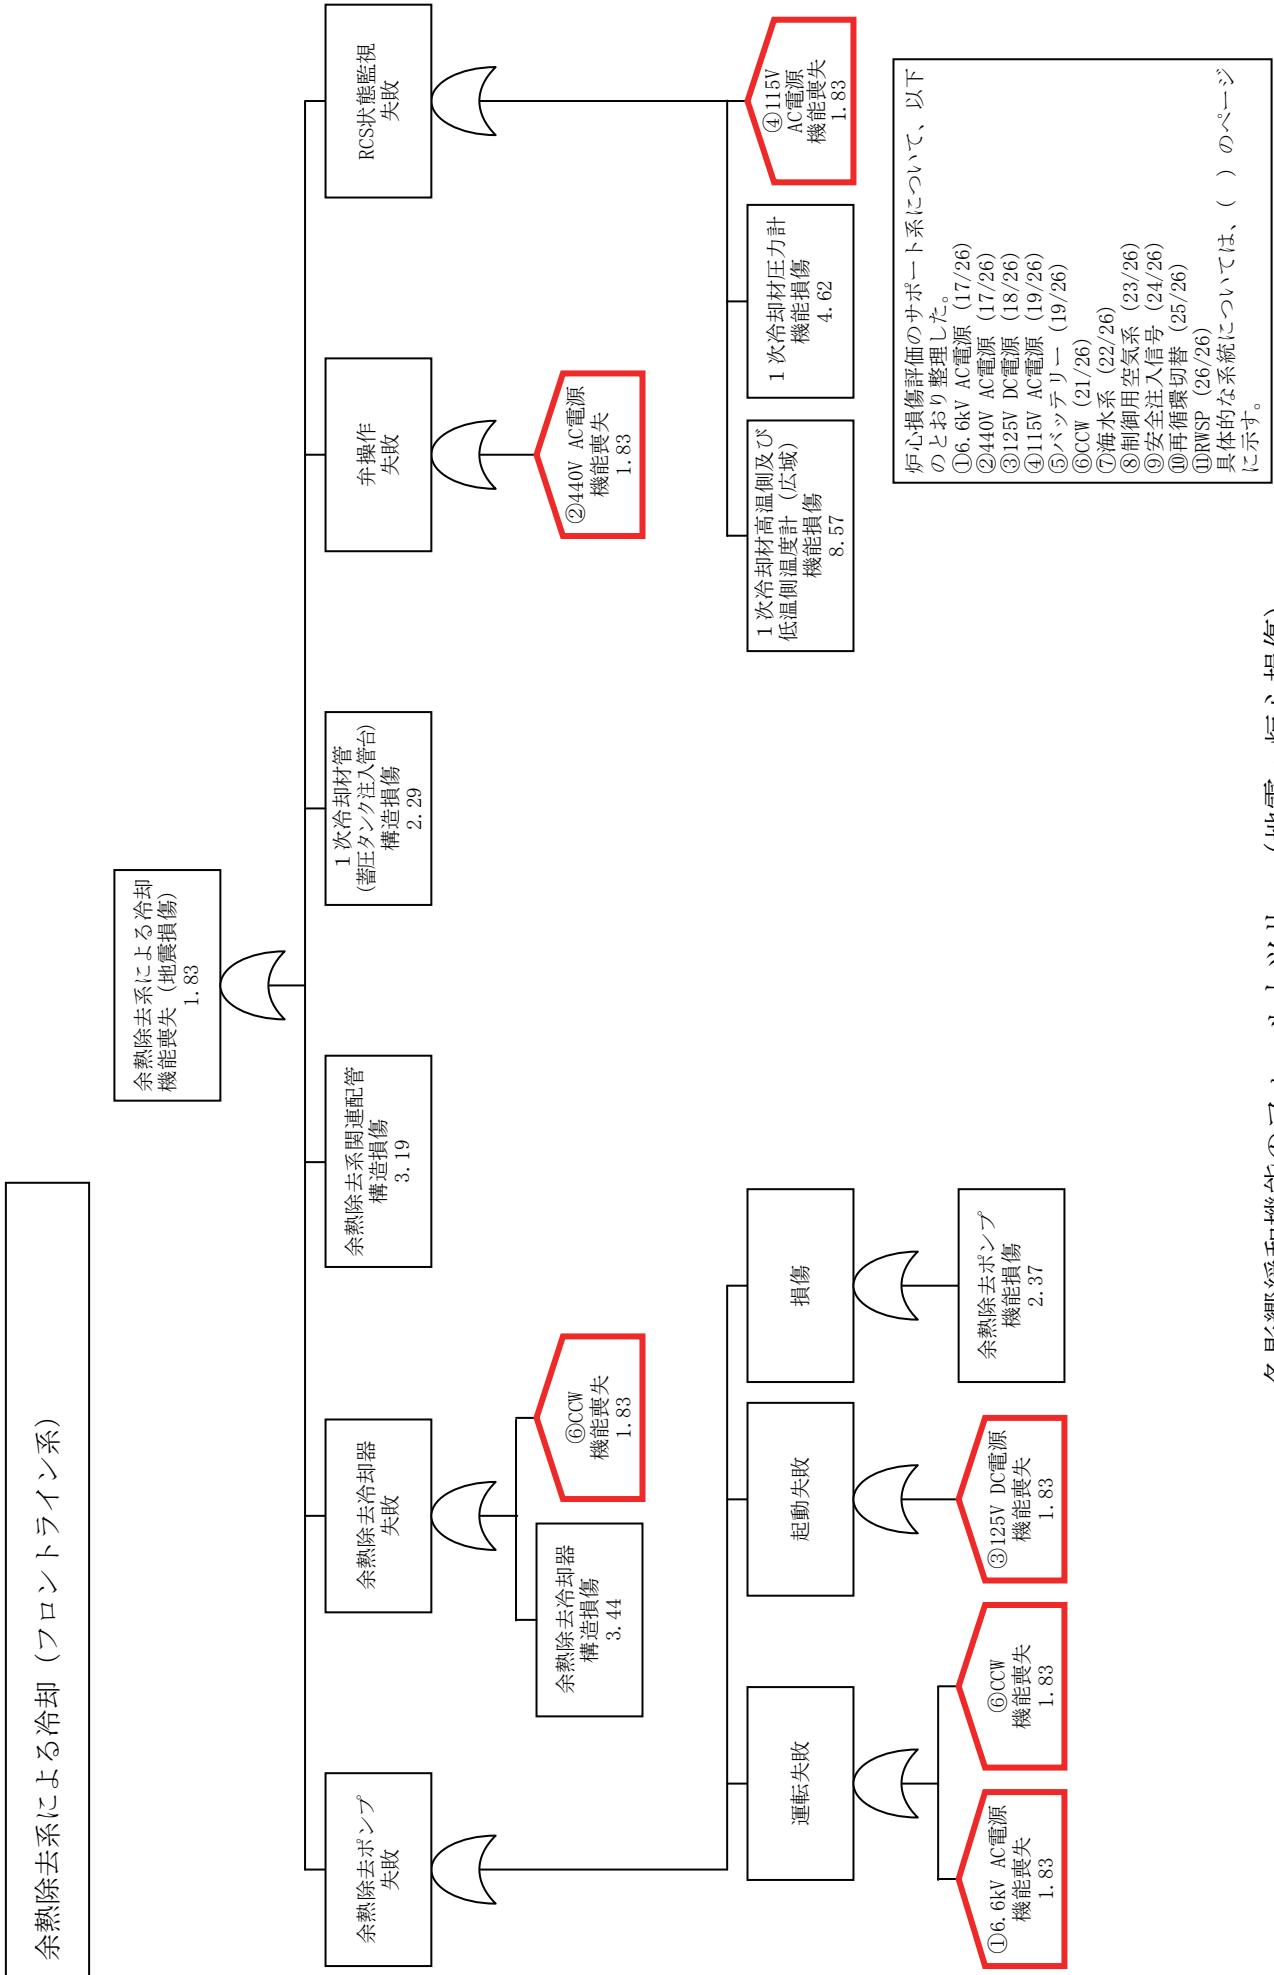 余熱除去系による冷却（フロントライン系）
余熱除去系による冷却
機能喪失（地震損傷）
1.83
余熱除去ポンプ
失敗
余熱除去冷却器
失敗
余熱除去系関連配管
構造損傷
3.19
１次冷却材管
(蓄圧タンク注入管台)
構造損傷
2.29
弁操作
失敗
RCS状態監視
失敗
余熱除去冷却器
構造損傷
3.44
⑥CCW
機能喪失
1.83
②440V AC電源
機能喪失
1.83
運転失敗
起動失敗
損傷
１次冷却材高温側及び
低温側温度計（広域）
機能損傷
8.57
１次冷却材圧力計
機能損傷
4.62
④115V
AC電源
機能喪失
1.83
①6.6kV AC電源
機能喪失
1.83
⑥CCW
機能喪失
1.83
③125V DC電源
機能喪失
1.83
余熱除去ポンプ
機能損傷
2.37
炉心損傷評価のサポート系について、以下
のとおり整理した。
①6.6kV AC電源（17/26）
②440V AC電源（17/26）
③125V DC電源（18/26）
④115V AC電源（19/26）
⑤バッテリー（19/26）
⑥CCW（21/26）
⑦海水系（22/26）
⑧制御用空気系（23/26）
⑨安全注入信号（24/26）
⑩再循環切替（25/26）
⑪RWSP（26/26）
具体的な系統については、（　）のページ
に示す。